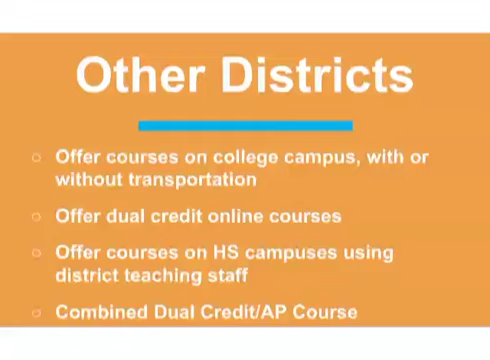 Other Districts
Offer courses on college campus, with or
without transportation
Offer dual credit online courses
Offer courses on HS campuses using
district teaching staff
Combined Dual Credit/AP Course